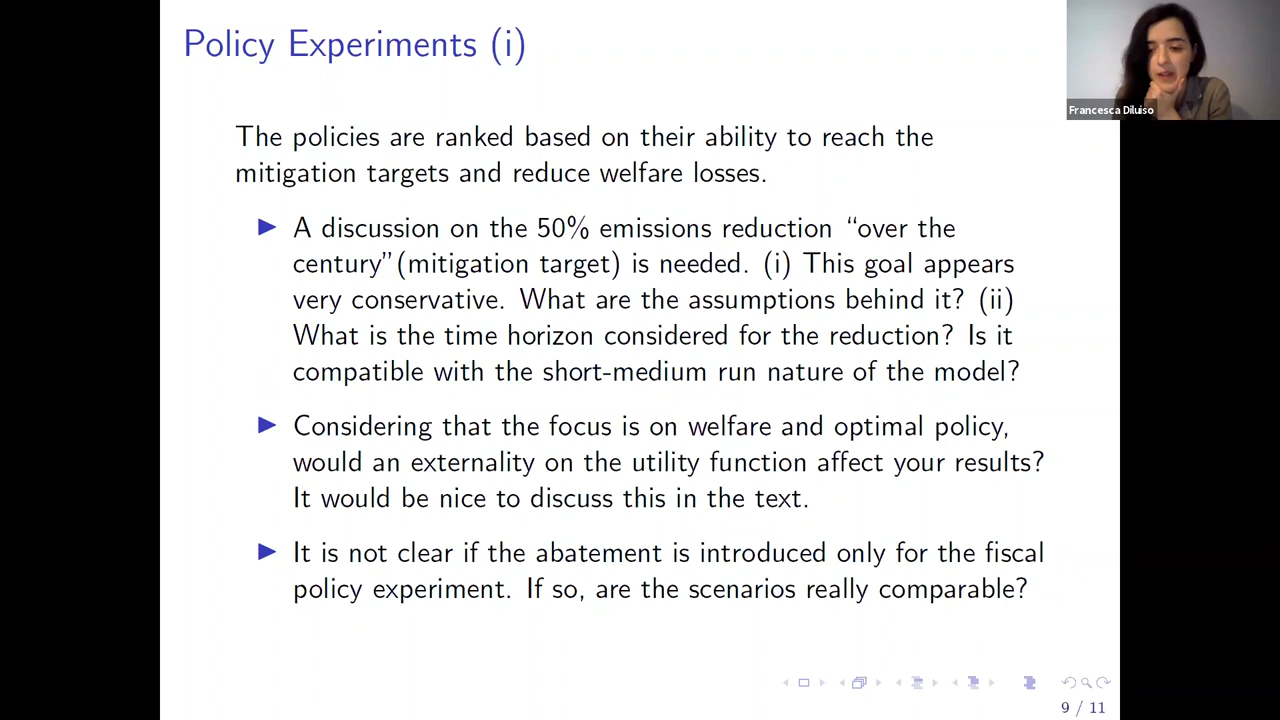 Policy Experiments (i)
Francesca Diluiso
The policies are ranked based on their ability to reach the
mitigation targets and reduce welfare losses.
A discussion on the 50% emissions reduction “over the
century”(mitigation target) is needed. (i) This goal appears
very conservative. What are the assumptions behind it? (ii)
What is the time horizon considered for the reduction? Is it
compatible with the short-medium run nature of the model?
Considering that the focus is on welfare and optimal policy,
would an externality on the utility function affect your results?
It would be nice to discuss this in the text.
It is not clear if the abatement is introduced only for the fiscal
policy experiment. If so, are the scenarios really comparable?
9 / 11